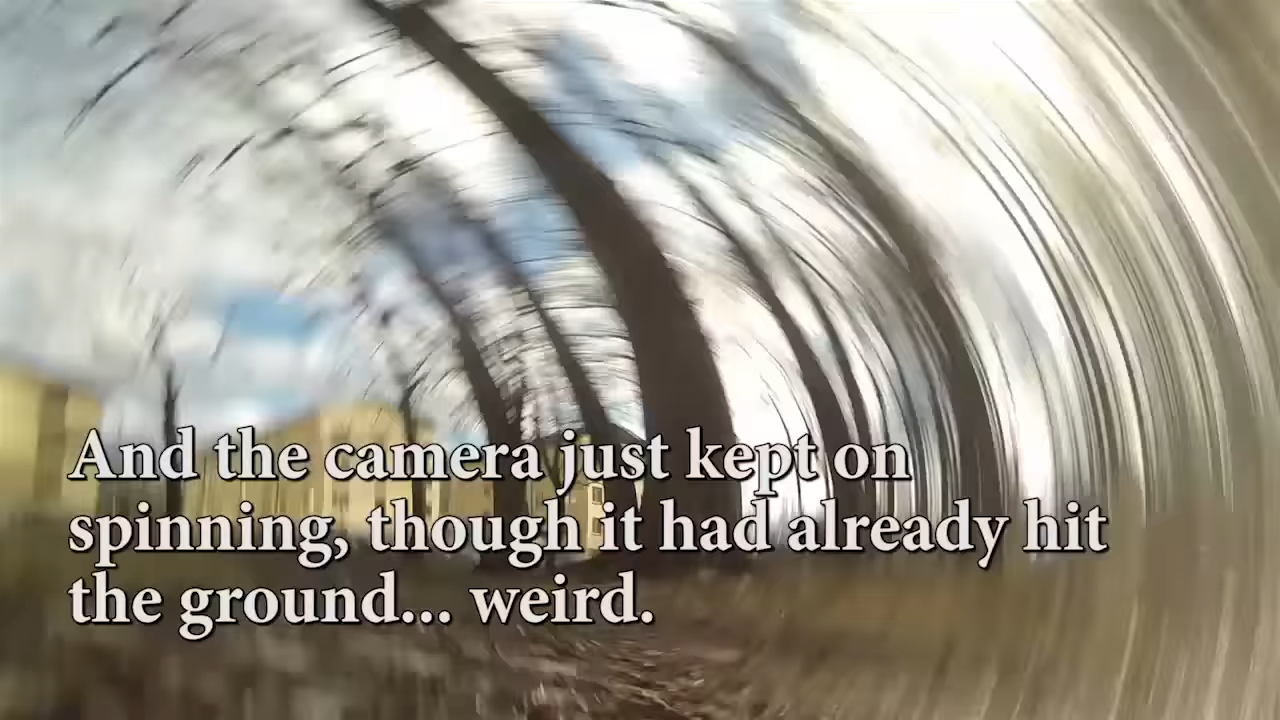 And the camera just kept on
spinning, though it had already hit
the ground... weird.